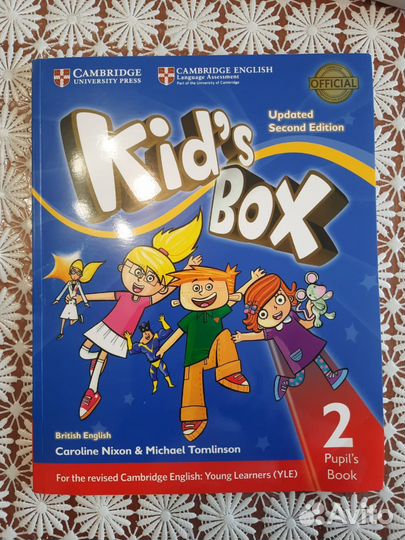 CAMBRIDGE
UNIVERSITY PRESS
CAMBRIDGE ENGLISH
Language Assessment
Part of the University of Cambridge
OFFICIAL
Updated
Second Edition
Kid's
BOX
British English
Caroline Nixon & Michael Tomlinson
2
Pupil's
Book
For the revised Cambridge English: Young Learners (YLE)
Avito